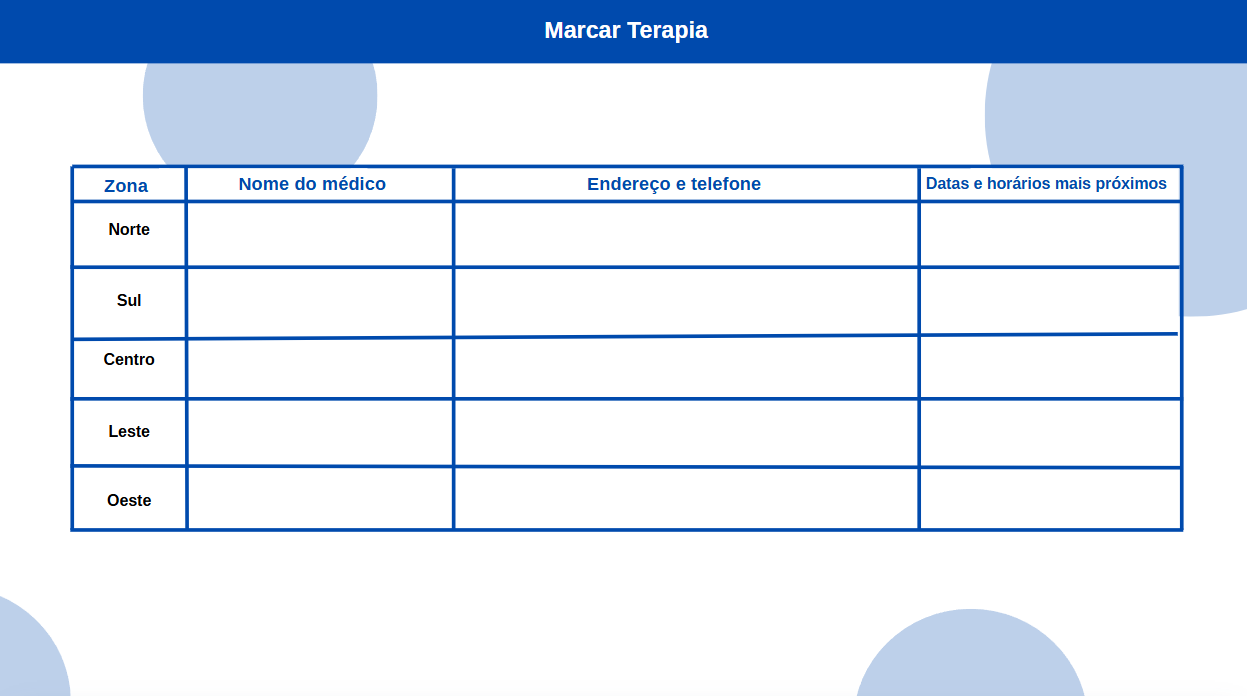 Marcar Terapia
Zona Nome do médico Endereço e telefone Datas e horários mais próximos
Norte
Sul
Centro
Leste
Oeste